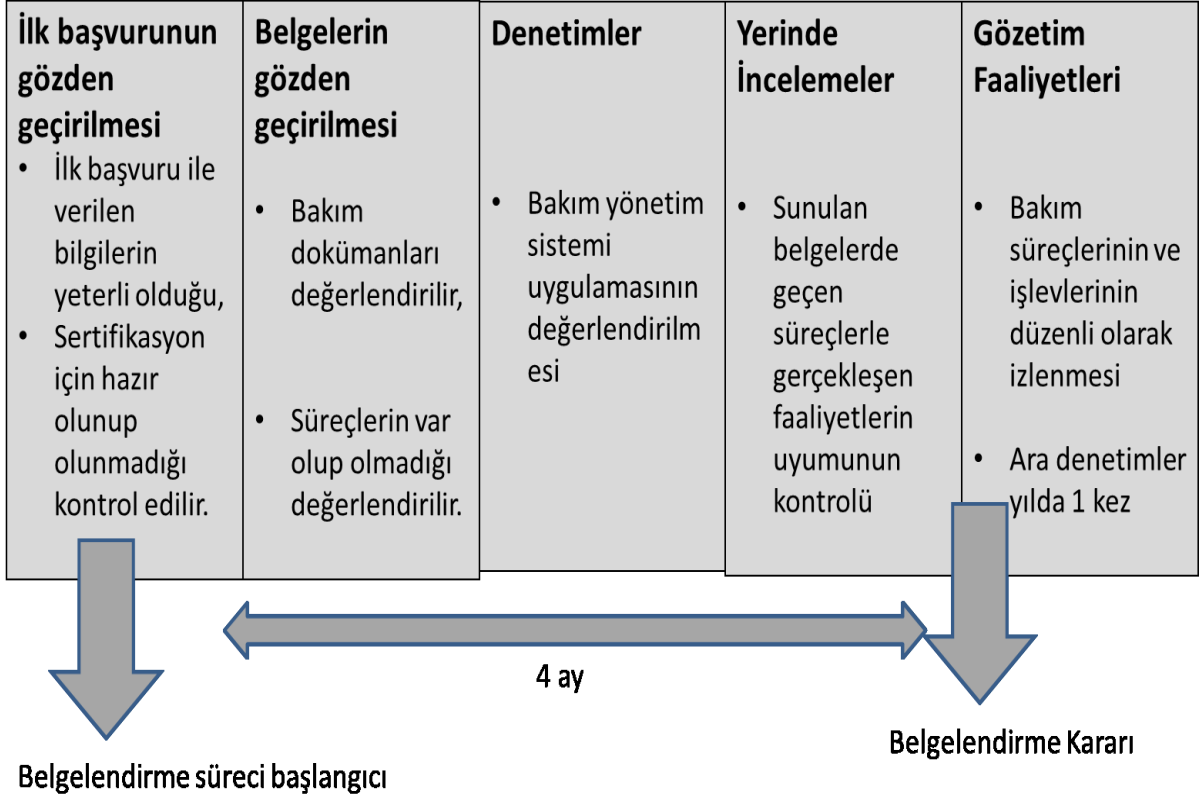 İlk başvurunun
gözden
geçirilmesi
• İlk başvuru ile
verilen
bilgilerin
yeterli olduğu,
• Sertifikasyon
için hazır
olunup
olunmadığı
kontrol edilir.
Belgelerin
gözden
geçirilmesi
• Bakım
dokümanları
değerlendirilir,
• Süreçlerin var
olup olmadığı
değerlendirilir.
Denetimler
• Bakım yönetim
sistemi
uygulamasının
değerlendirilm
esi
Yerinde
İncelemeler
• Sunulan
belgelerde
geçen
süreçlerle
gerçekleşen
faaliyetlerin
uyumunun
kontrolü
Gözetim
Faaliyetleri
• Bakım
süreçlerinin ve
işlevlerinin
düzenli olarak
izlenmesi
• Ara denetimler
yılda 1 kez
4 ay
Belgelendirme Kararı
Belgelendirme süreci başlangıcı